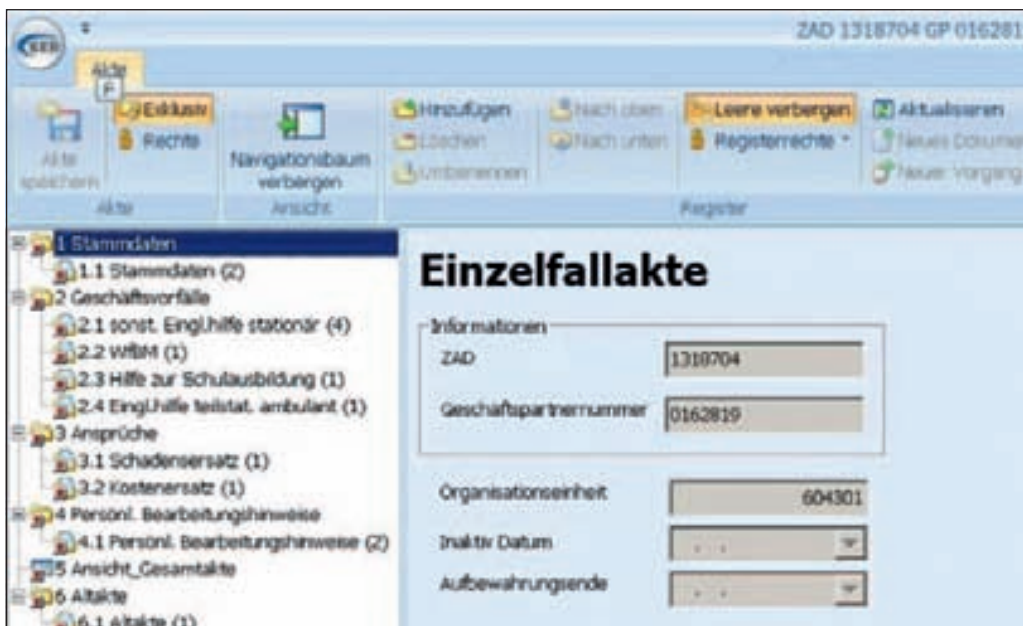 ZAD 1318704 GP 016281
Akte
F
Akte speichern
Exklusiv
Rechte
Akte
Navigationsbaum verbergen
Ansicht
Hinzufügen
Löschen
Umbenennen
Nach oben
Nach unten
Leere verbergen
Registerrechte
Aktualisieren
Neues Dokume
Neuer Vorgang
Register
1 Stammdaten
1.1 Stammdaten (2)
2 Geschäftsvorfälle
2.1 sonst. Eingl.hilfe stationär (4)
2.2 WfBM (1)
2.3 Hilfe zur Schulausbildung (1)
2.4 Eingl.hilfe teilstat. ambulant (1)
3 Ansprüche
3.1 Schadensersatz (1)
3.2 Kostenersatz (1)
4 Persönl. Bearbeitungshinweise
4.1 Persönl. Bearbeitungshinweise (2)
5 Ansicht_Gesamtakte
6 Altakte
6.1 Altakte (1)
Einzelfallakte
Informationen
ZAD 1318704
Geschäftspartnernummer 0162819
Organisationseinheit 604301
Inaktiv Datum . .
Aufbewahrungsende . .